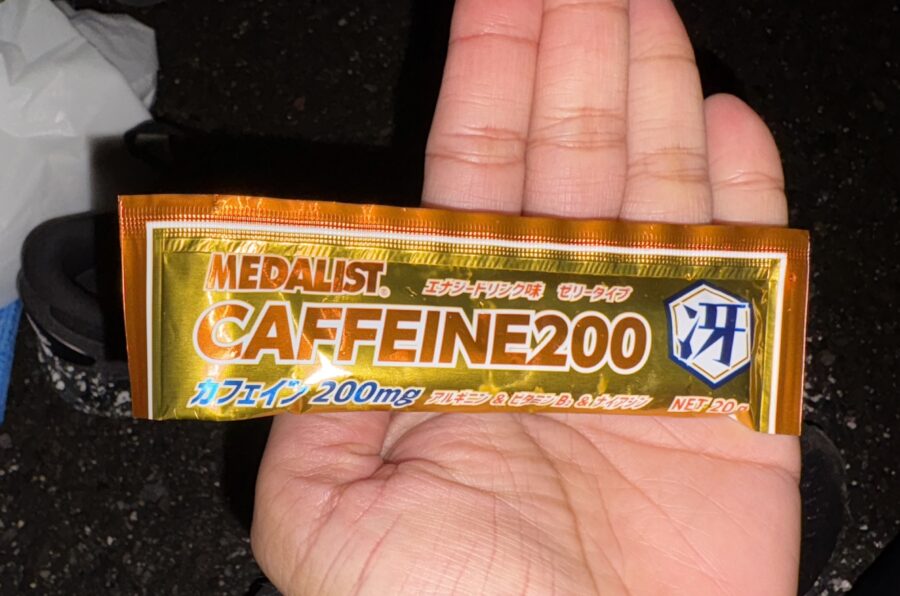 MEDALIST®
エナジードリンク味 ゼリータイプ
CAFFEINE200
冴
カフェイン 200mg アルギニン & ビタミンB₁ & ナイアシン NET 20g